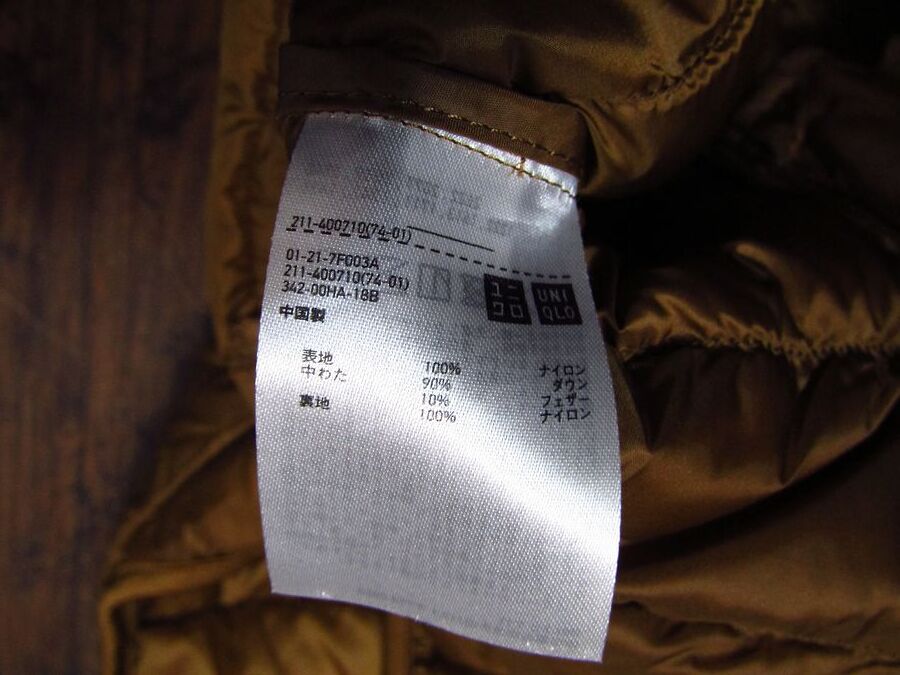 211-400710(74-01)
01-21-7F003A
211-400710(74-01)
342-00HA-18B
中国製
ユニ
クロ
UNI
QLO
表地 100% ナイロン
中わた 90% ダウン
10% フェザー
裏地 100% ナイロン